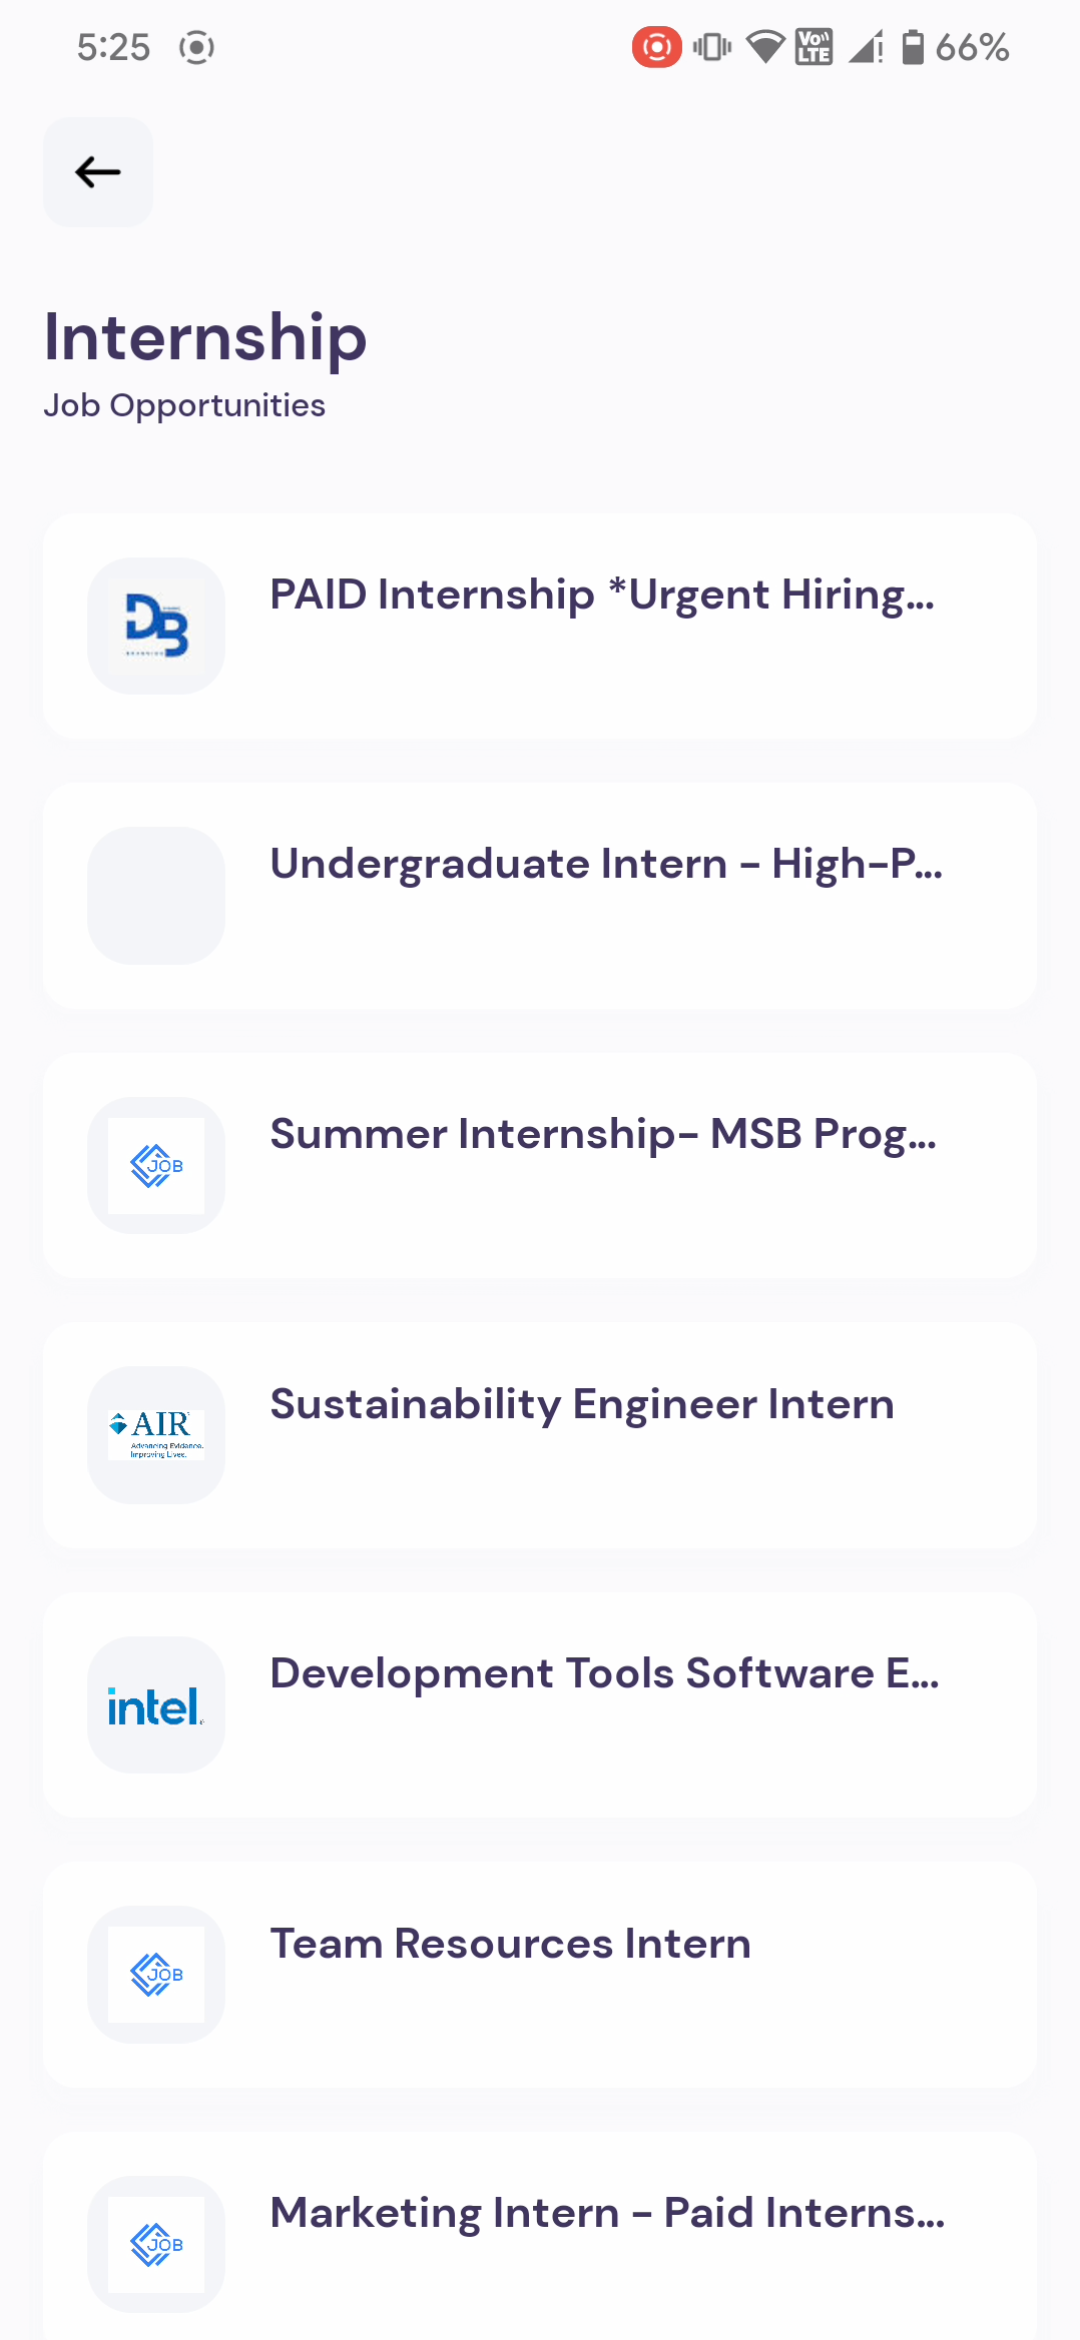 5:25 Vo LTE 66%
Internship
Job Opportunities
DB
PAID Internship *Urgent Hiring...
Undergraduate Intern - High-P...
JOB
Summer Internship- MSB Prog...
AIR
Advancing Evidence.
Improving Lives.
Sustainability Engineer Intern
intel.
Development Tools Software E...
JOB
Team Resources Intern
JOB
Marketing Intern - Paid Interns...